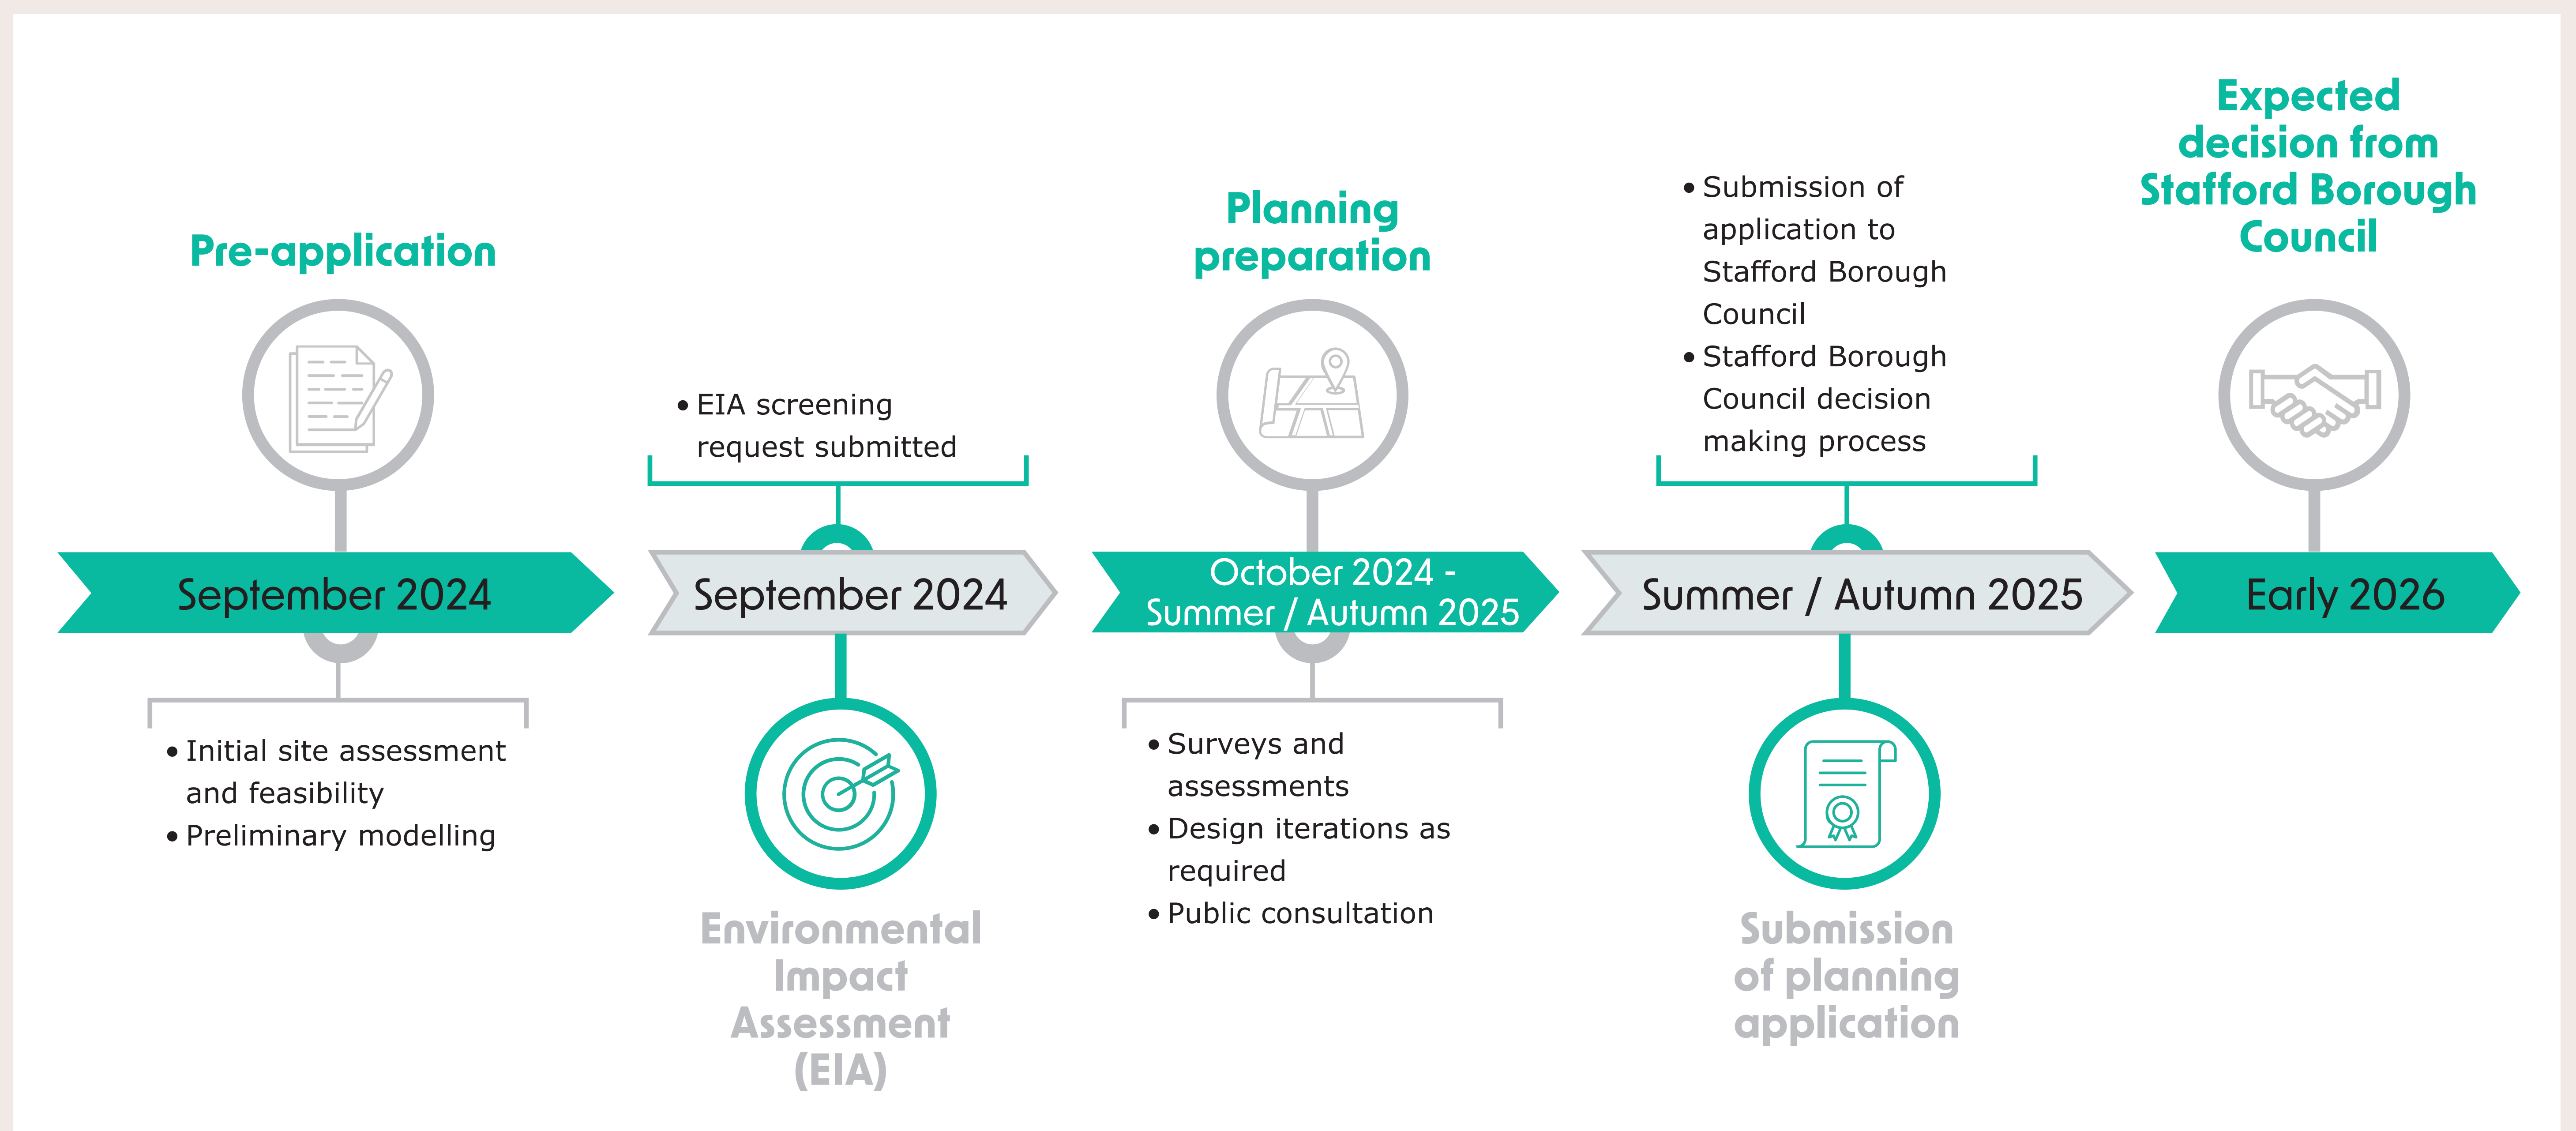 Pre-application
September 2024
• Initial site assessment
and feasibility
• Preliminary modelling
• EIA screening
request submitted
September 2024
Environmental
Impact
Assessment
(EIA)
Planning
preparation
October 2024 -
Summer / Autumn 2025
• Surveys and
assessments
• Design iterations as
required
• Public consultation
• Submission of
application to
Stafford Borough
Council
• Stafford Borough
Council decision
making process
Summer / Autumn 2025
Submission
of planning
application
Expected
decision from
Stafford Borough
Council
Early 2026